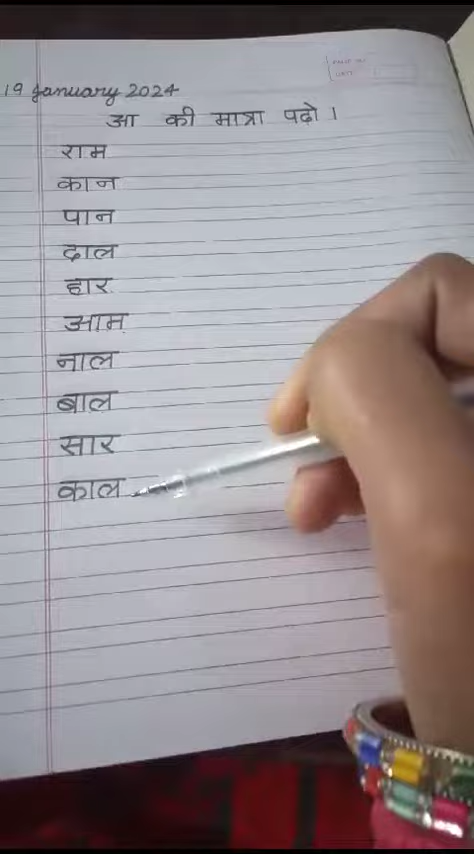 19 January 2024
आ की मात्रा पढ़ो ।
राम
कान
पान
दाल
हार
आम
नाल
बाल
सार
काल